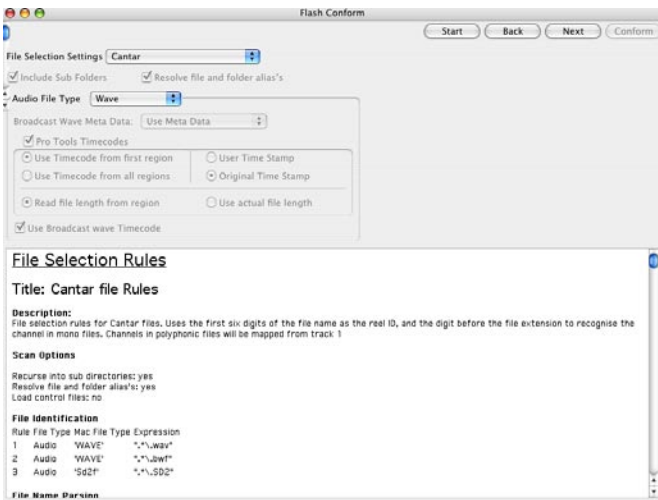 Flash Conform
Start Back Next Conform
File Selection Settings Cantar
Include Sub Folders Resolve file and folder alias's
Audio File Type Wave
Broadcast Wave Meta Data: Use Meta Data
Pro Tools Timecodes
Use Timecode from first region User Time Stamp
Use Timecode from all regions Original Time Stamp
Read file length from region Use actual file length
Use Broadcast wave Timecode
File Selection Rules
Title: Cantar file Rules
Description:
File selection rules for Cantar files. Uses the first six digits of the file name as the reel ID, and the digit before the file extension to recognise the
channel in mono files. Channels in polyphonic files will be mapped from track 1
Scan Options
Recurse into sub directories: yes
Resolve file and folder alias's: yes
Load control files: no
File Identification
Rule File Type Mac File Type Expression
1 Audio 'WAVE' ".*\.wav"
2 Audio 'WAVE' ".*\.bwf"
3 Audio 'Sd2f' ".*\.SD2"
File Name Parsing